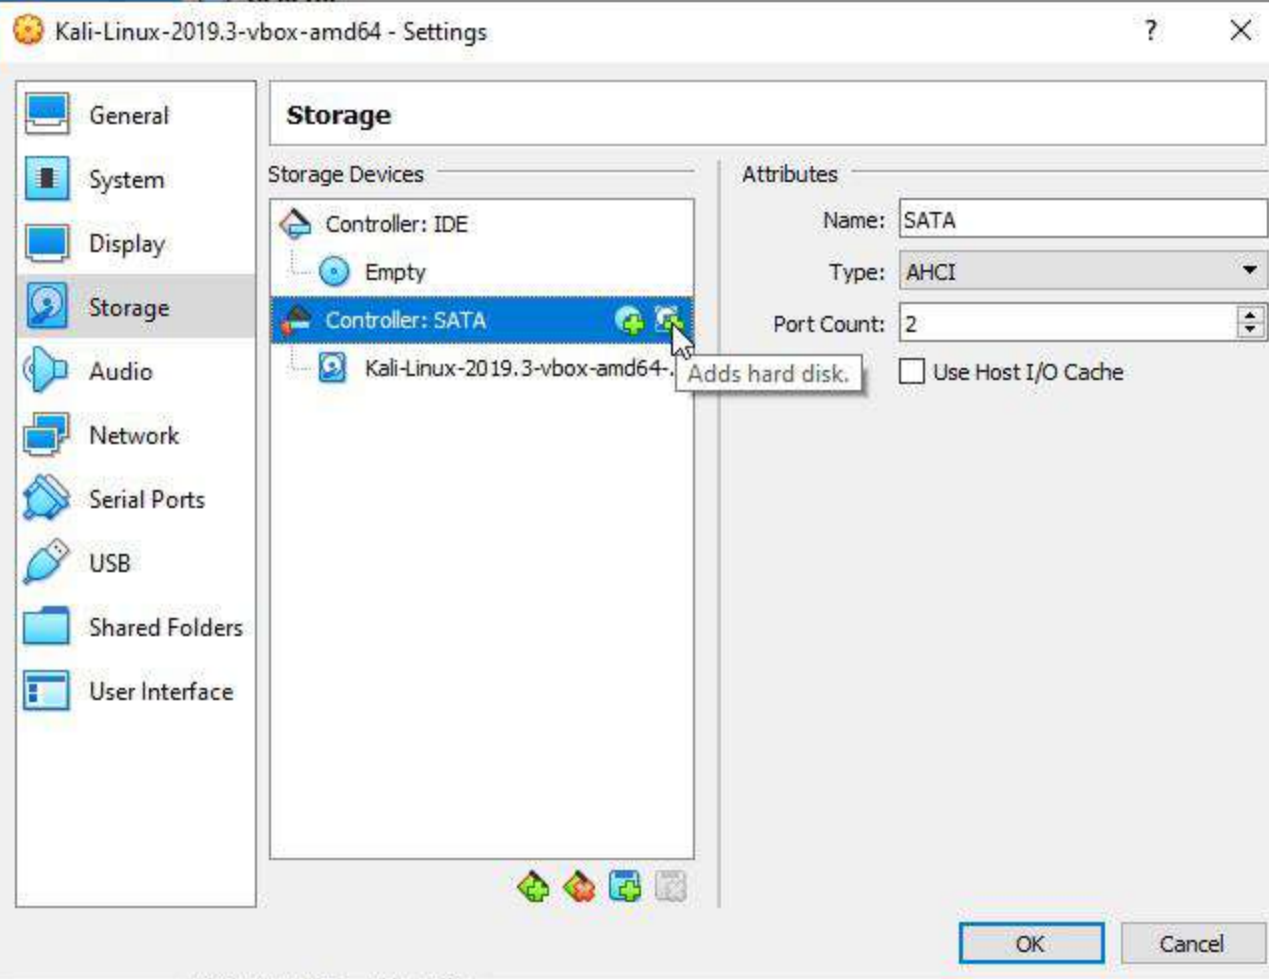 Kali-Linux-2019.3-vbox-amd64 - Settings
?
General
System
Display
Storage
Audio
Network
Serial Ports
USB
Shared Folders
User Interface
Storage
Storage Devices
Controller: IDE
Empty
Controller: SATA
Kali-Linux-2019.3-vbox-amd64-..
Adds hard disk.
Attributes
Name: SATA
Type: AHCI
Port Count: 2
Use Host I/O Cache
OK
Cancel